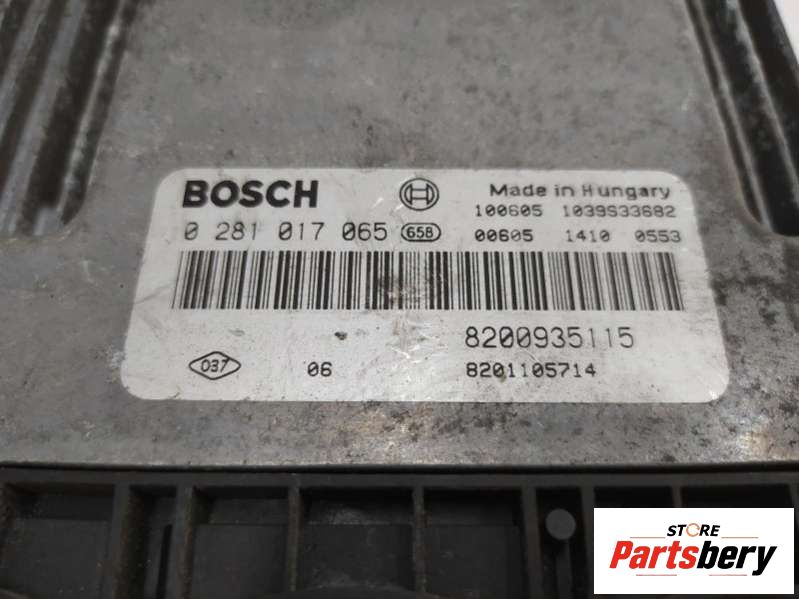 BOSCH
Made in Hungary
100605 1039S33682
0 281 017 065 658
00605 1410 0553
8200935115
037 06 8201105714
STORE
Partsbery